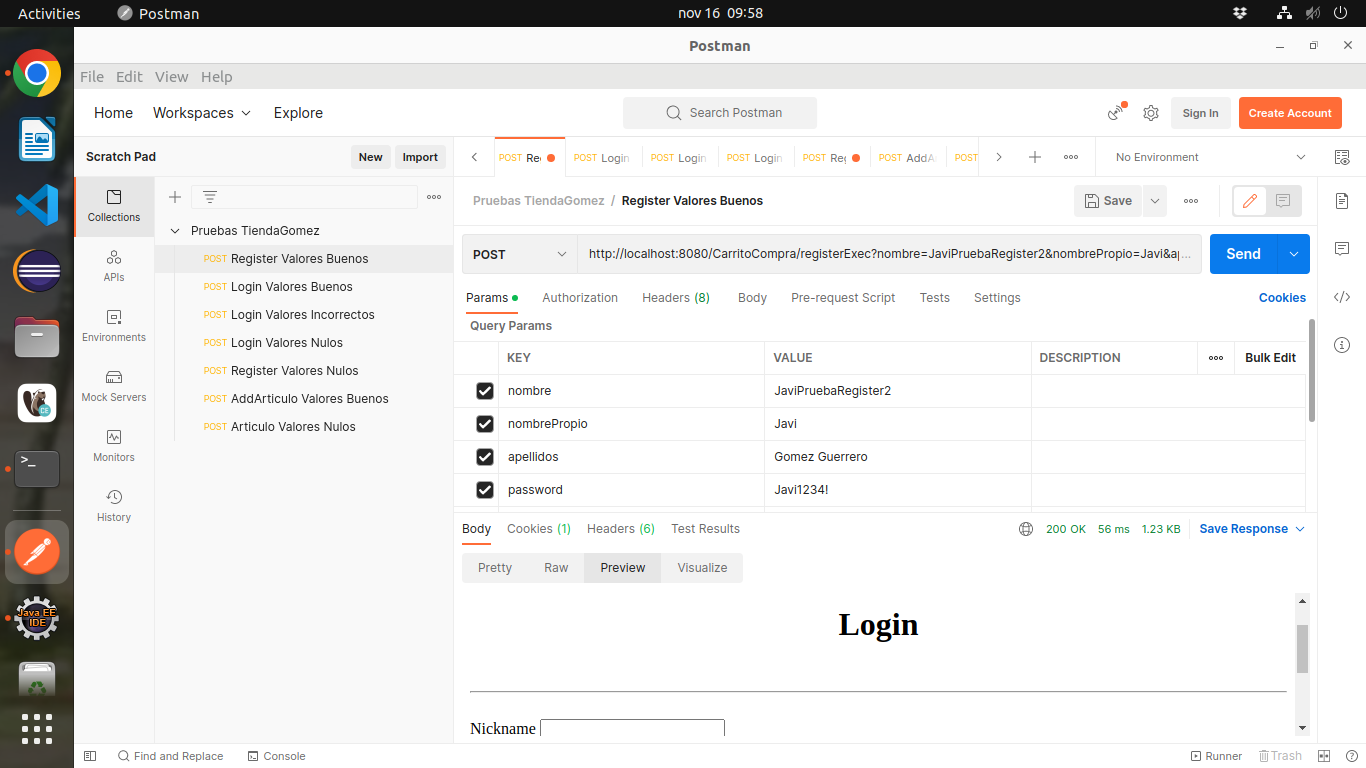 Activities Postman nov 16 09:58
Postman
File Edit View Help
Home Workspaces Explore Search Postman Sign In Create Account
Scratch Pad New Import
POST Re POST Login POST Login POST Login POST Reg POST AddA POST
No Environment
Collections
APIs
Environments
Mock Servers
Monitors
History
Pruebas TiendaGomez
POST Register Valores Buenos
POST Login Valores Buenos
POST Login Valores Incorrectos
POST Login Valores Nulos
POST Register Valores Nulos
POST AddArticulo Valores Buenos
POST Articulo Valores Nulos
Pruebas TiendaGomez / Register Valores Buenos Save
POST http://localhost:8080/CarritoCompra/registerExec?nombre=JaviPruebaRegister2&nombrePropio=Javi&ap... Send
Params Authorization Headers (8) Body Pre-request Script Tests Settings Cookies
Query Params
KEY VALUE DESCRIPTION Bulk Edit
nombre JaviPruebaRegister2
nombrePropio Javi
apellidos Gomez Guerrero
password Javi1234!
Body Cookies (1) Headers (6) Test Results 200 OK 56 ms 1.23 KB Save Response
Pretty Raw Preview Visualize
Login
Nickname
CE
>_
Java EE
IDE
Find and Replace Console Runner Trash